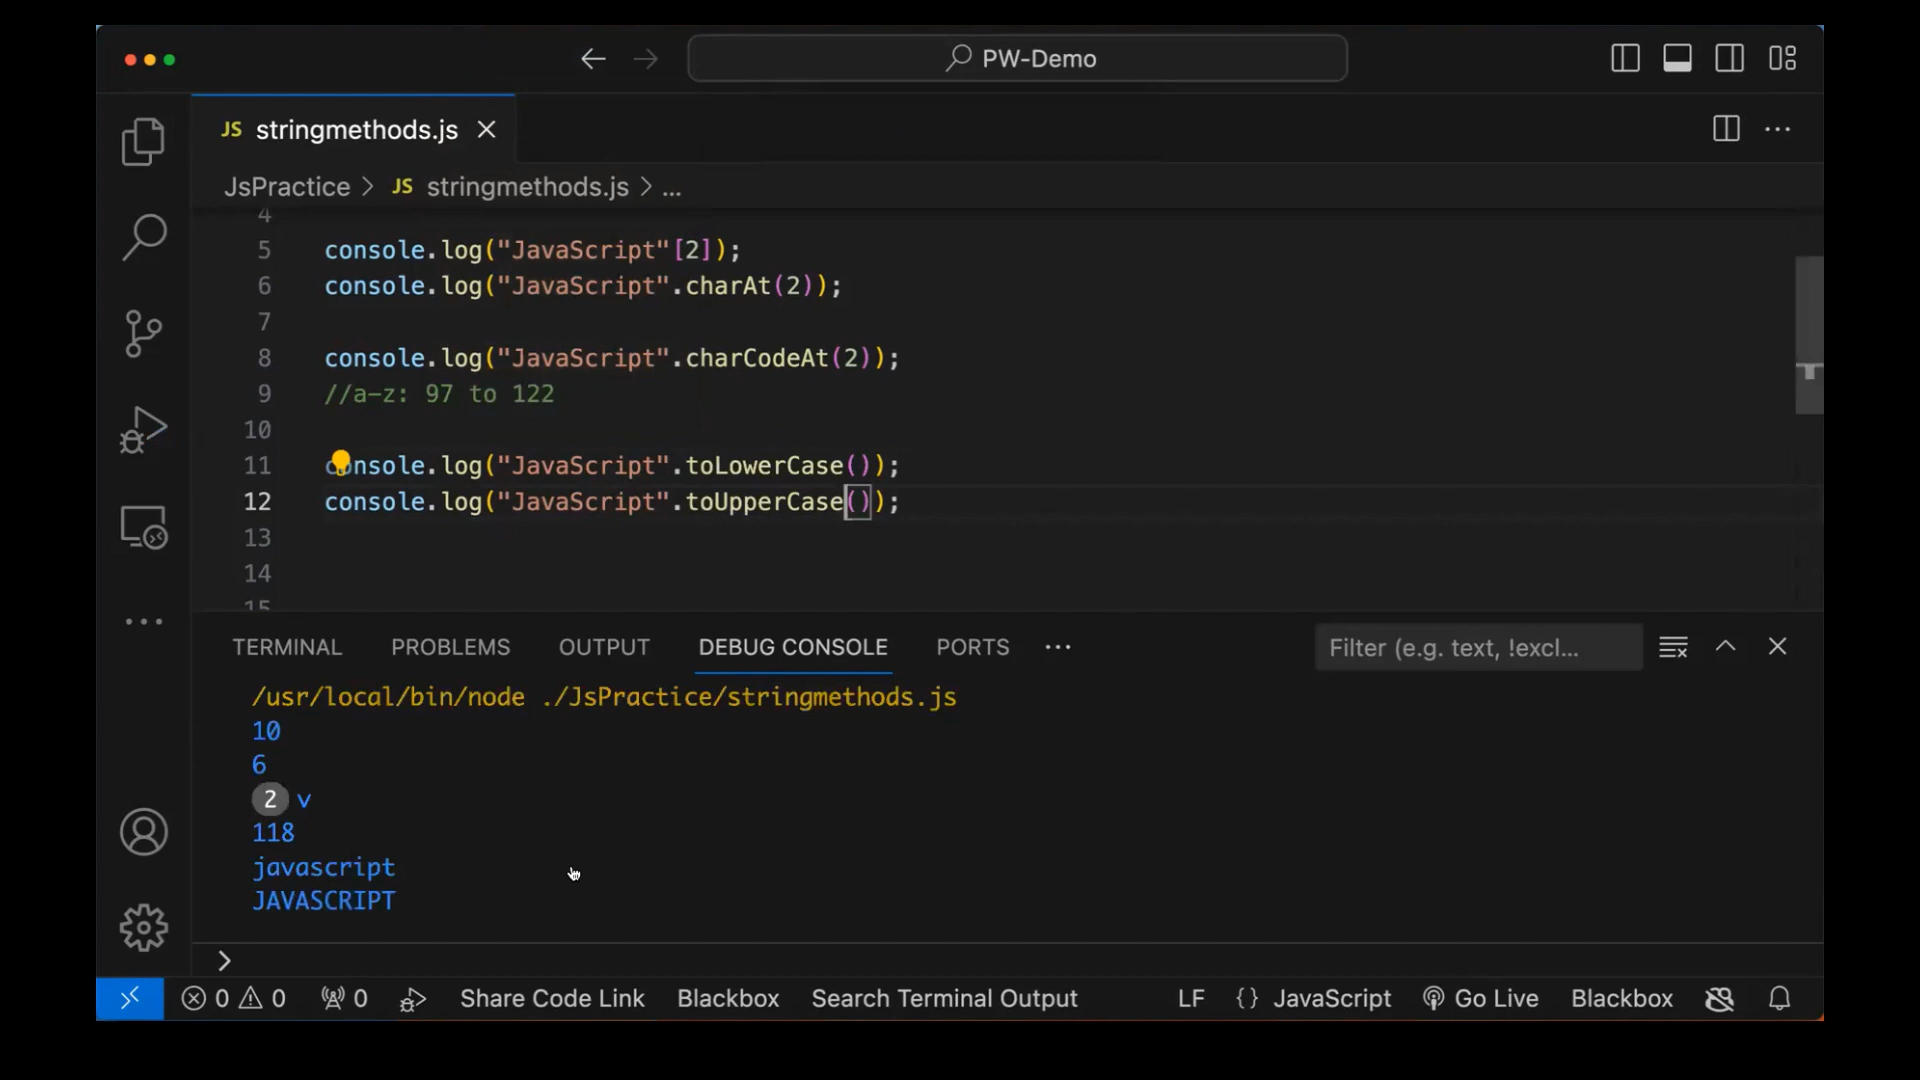 PW-Demo
JS stringmethods.js
JsPractice > JS stringmethods.js > ...
4
5 console.log("JavaScript"[2]);
6 console.log("JavaScript".charAt(2));
7
8 console.log("JavaScript".charCodeAt(2));
9 //a-z: 97 to 122
10
11 console.log("JavaScript".toLowerCase());
12 console.log("JavaScript".toUpperCase());
13
14
15
TERMINAL PROBLEMS OUTPUT DEBUG CONSOLE PORTS ... Filter (e.g. text, !excl...
/usr/local/bin/node ./JsPractice/stringmethods.js
10
6
2 v
118
javascript
JAVASCRIPT
>
0 0 0 Share Code Link Blackbox Search Terminal Output LF {} JavaScript Go Live Blackbox